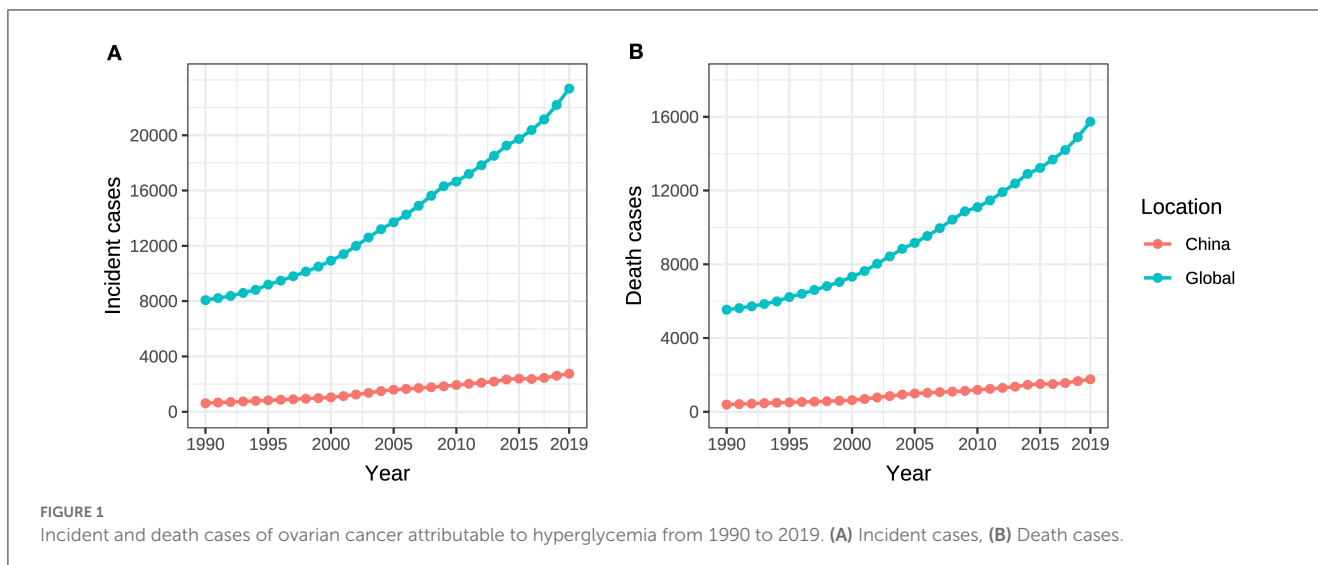 A
Incident cases
20000
16000
12000
8000
4000
0
1990 1995 2000 2005 2010 2015 2019
Year
B
Death cases
16000
12000
8000
4000
0
1990 1995 2000 2005 2010 2015 2019
Year
Location
China
Global
FIGURE 1
Incident and death cases of ovarian cancer attributable to hyperglycemia from 1990 to 2019. (A) Incident cases, (B) Death cases.